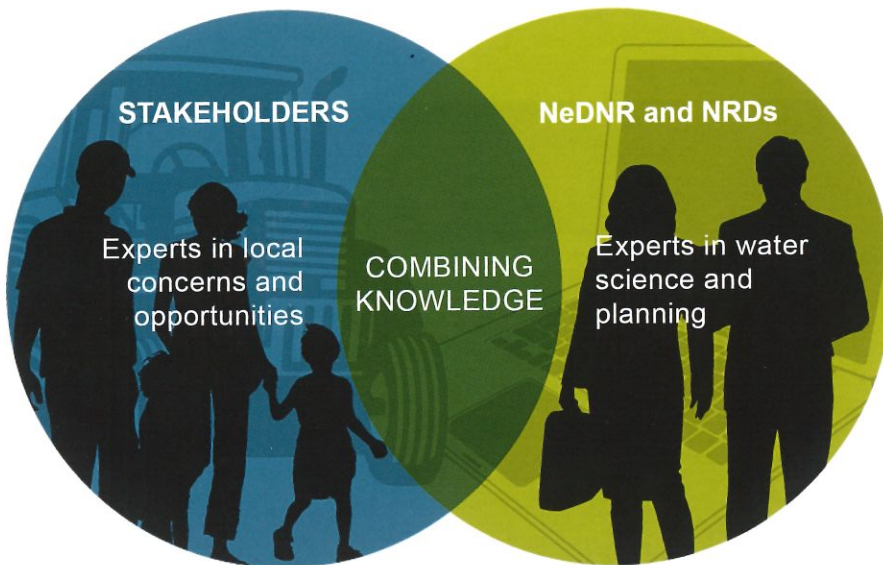 STAKEHOLDERS
Experts in local
concerns and
opportunities
COMBINING
KNOWLEDGE
NeDNR and NRDs
Experts in water
science and
planning